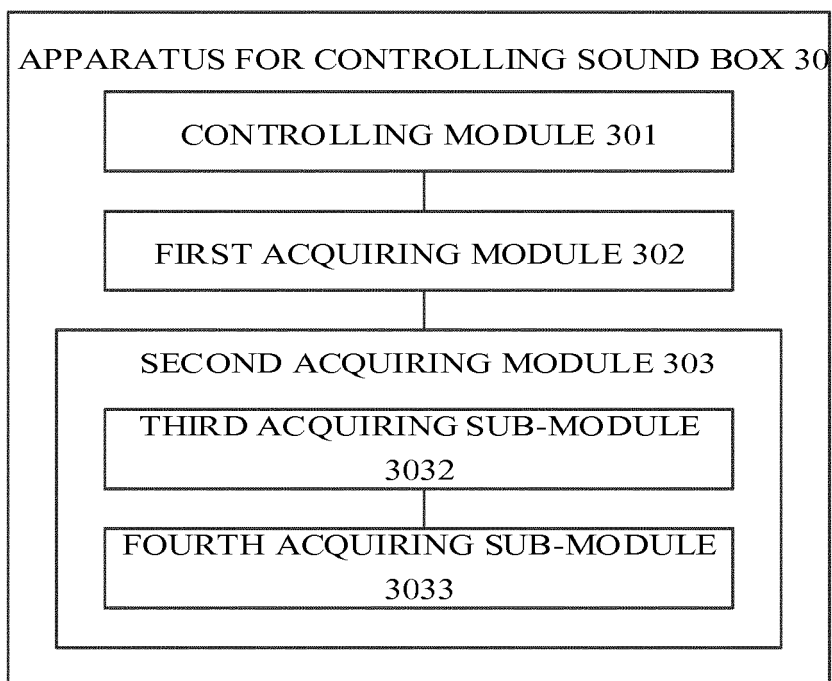 APPARATUS FOR CONTROLLING SOUND BOX 30
CONTROLLING MODULE 301
FIRST ACQUIRING MODULE 302
SECOND ACQUIRING MODULE 303
THIRD ACQUIRING SUB-MODULE
3032
FOURTH ACQUIRING SUB-MODULE
3033